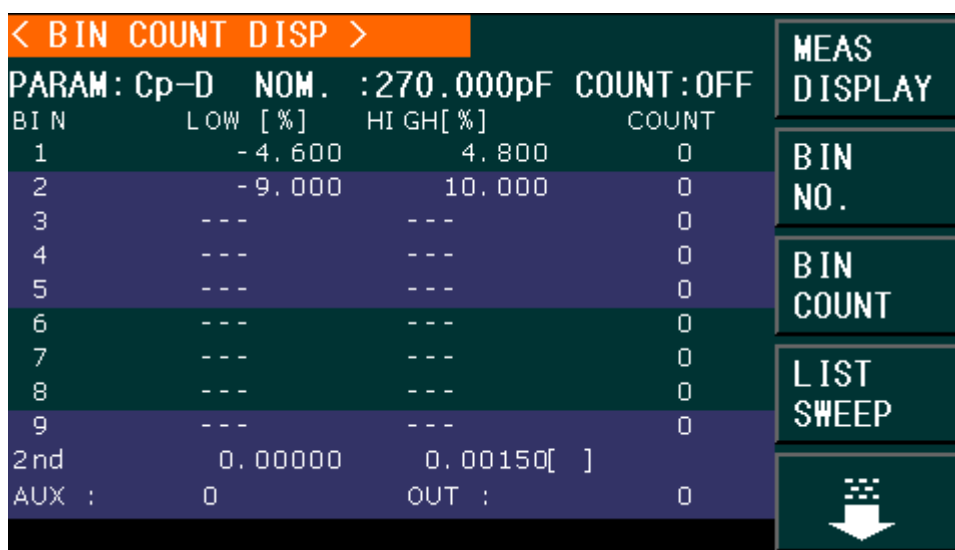 < BIN COUNT DISP >
PARAM:Cp-D NOM. :270.000pF COUNT:OFF
BIN LOW [%] HIGH[%] COUNT
1 -4.600 4.800 0
2 -9.000 10.000 0
3 --- --- 0
4 --- --- 0
5 --- --- 0
6 --- --- 0
7 --- --- 0
8 --- --- 0
9 --- --- 0
2nd 0.00000 0.00150[ ]
AUX : 0 OUT : 0
MEAS
DISPLAY
BIN
NO.
BIN
COUNT
LIST
SWEEP